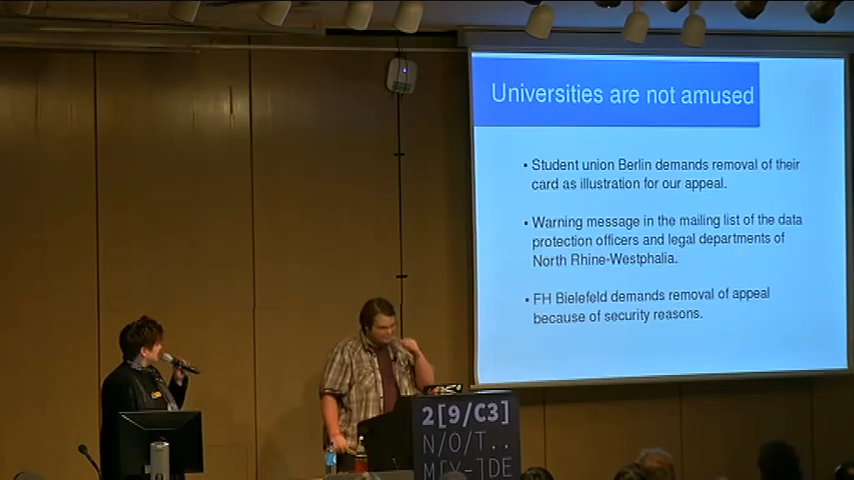 Universities are not amused
• Student union Berlin demands removal of their
card as illustration for our appeal.
• Warning message in the mailing list of the data
protection officers and legal departments of
North Rhine-Westphalia.
• FH Bielefeld demands removal of appeal
because of security reasons.
2[9/C3]
N/O/T..
M[Y-]DE